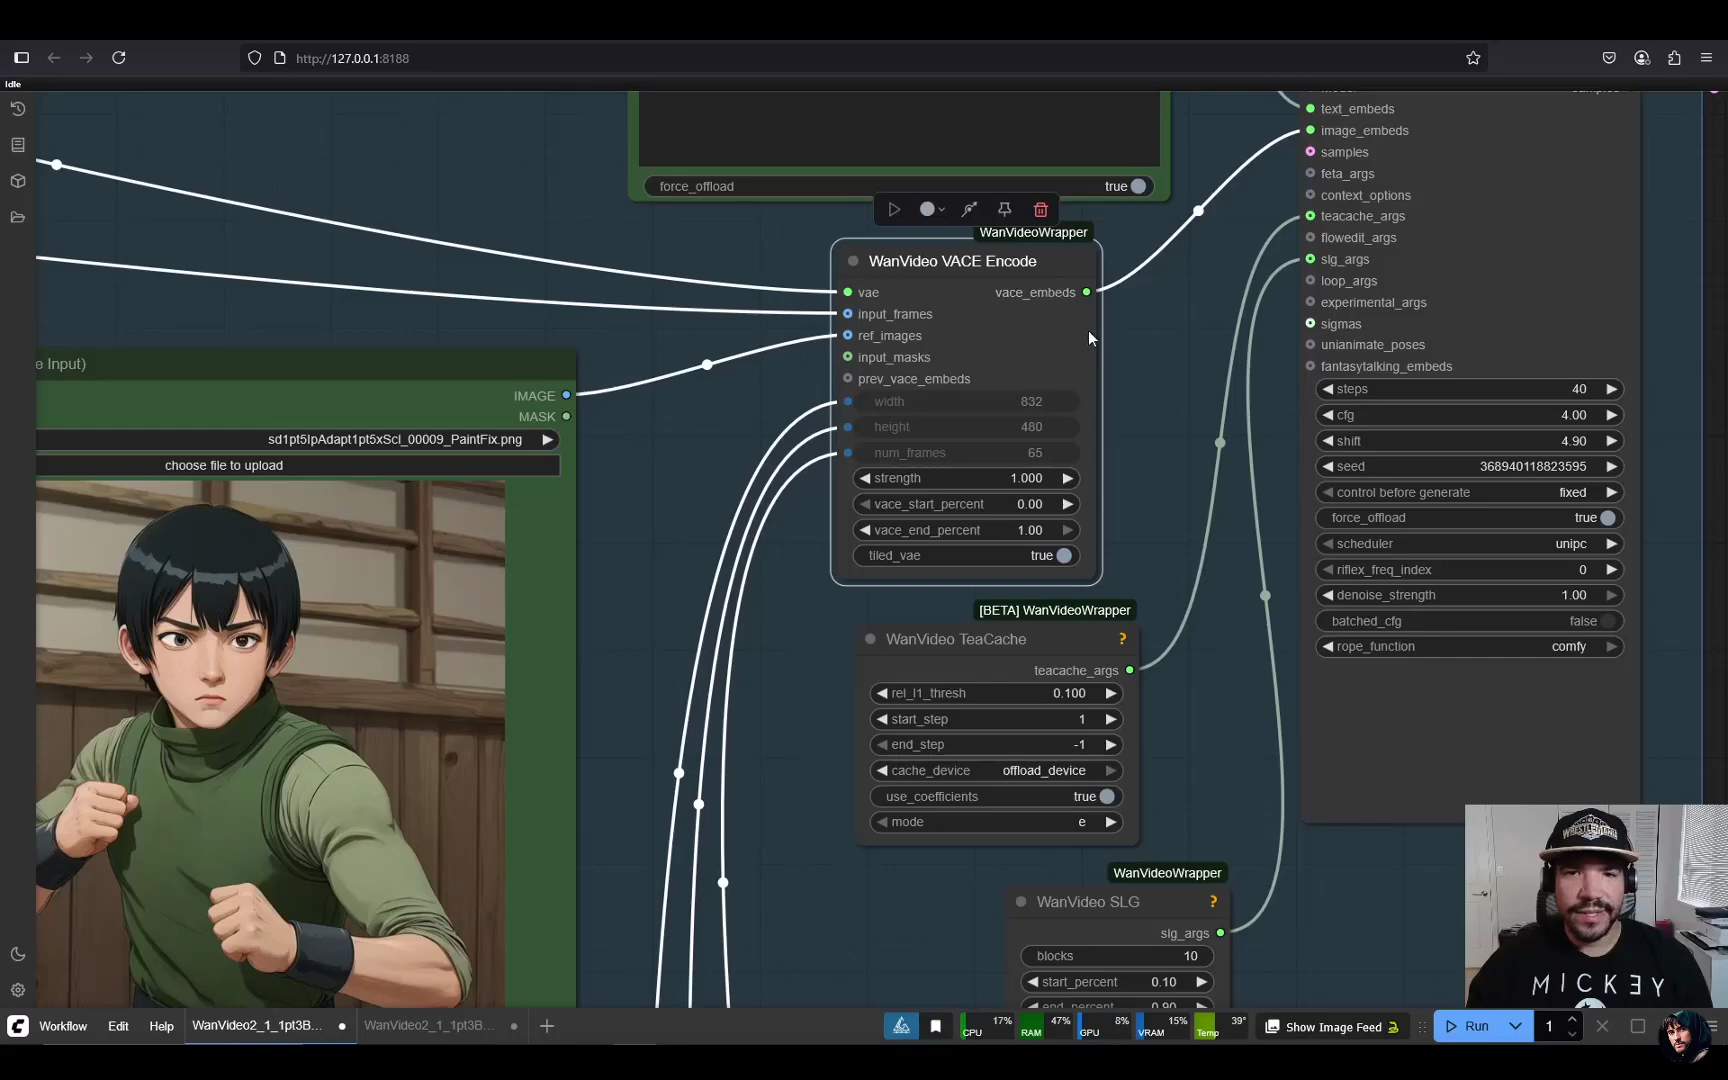 http://127.0.0.1:8188
Idle
force_offload true
WanVideoWrapper
WanVideo VACE Encode
vae vace_embeds
input_frames
ref_images
input_masks
prev_vace_embeds
width 832
height 480
num_frames 65
strength 1.000
vace_start_percent 0.00
vace_end_percent 1.00
tiled_vae true
e Input)
IMAGE
MASK
sd1pt5IpAdapt1pt5xScl_00009_PaintFix.png
choose file to upload
[BETA] WanVideoWrapper
WanVideo TeaCache ?
teacache_args
rel_l1_thresh 0.100
start_step 1
end_step -1
cache_device offload_device
use_coefficients true
mode e
WanVideoWrapper
WanVideo SLG ?
slg_args
blocks 10
start_percent 0.10
end_percent 0.90
text_embeds
image_embeds
samples
feta_args
context_options
teacache_args
flowedit_args
slg_args
loop_args
experimental_args
sigmas
unianimate_poses
fantasytalking_embeds
steps 40
cfg 4.00
shift 4.90
seed 368940118823595
control before generate fixed
force_offload true
scheduler unipc
riflex_freq_index 0
denoise_strength 1.00
batched_cfg false
rope_function comfy
MICKEY
Workflow Edit Help WanVideo2_1_1pt3B... WanVideo2_1_1pt3B...
CPU 17% RAM 47% GPU 8% VRAM 15% Temp 39°
Show Image Feed
Run 1